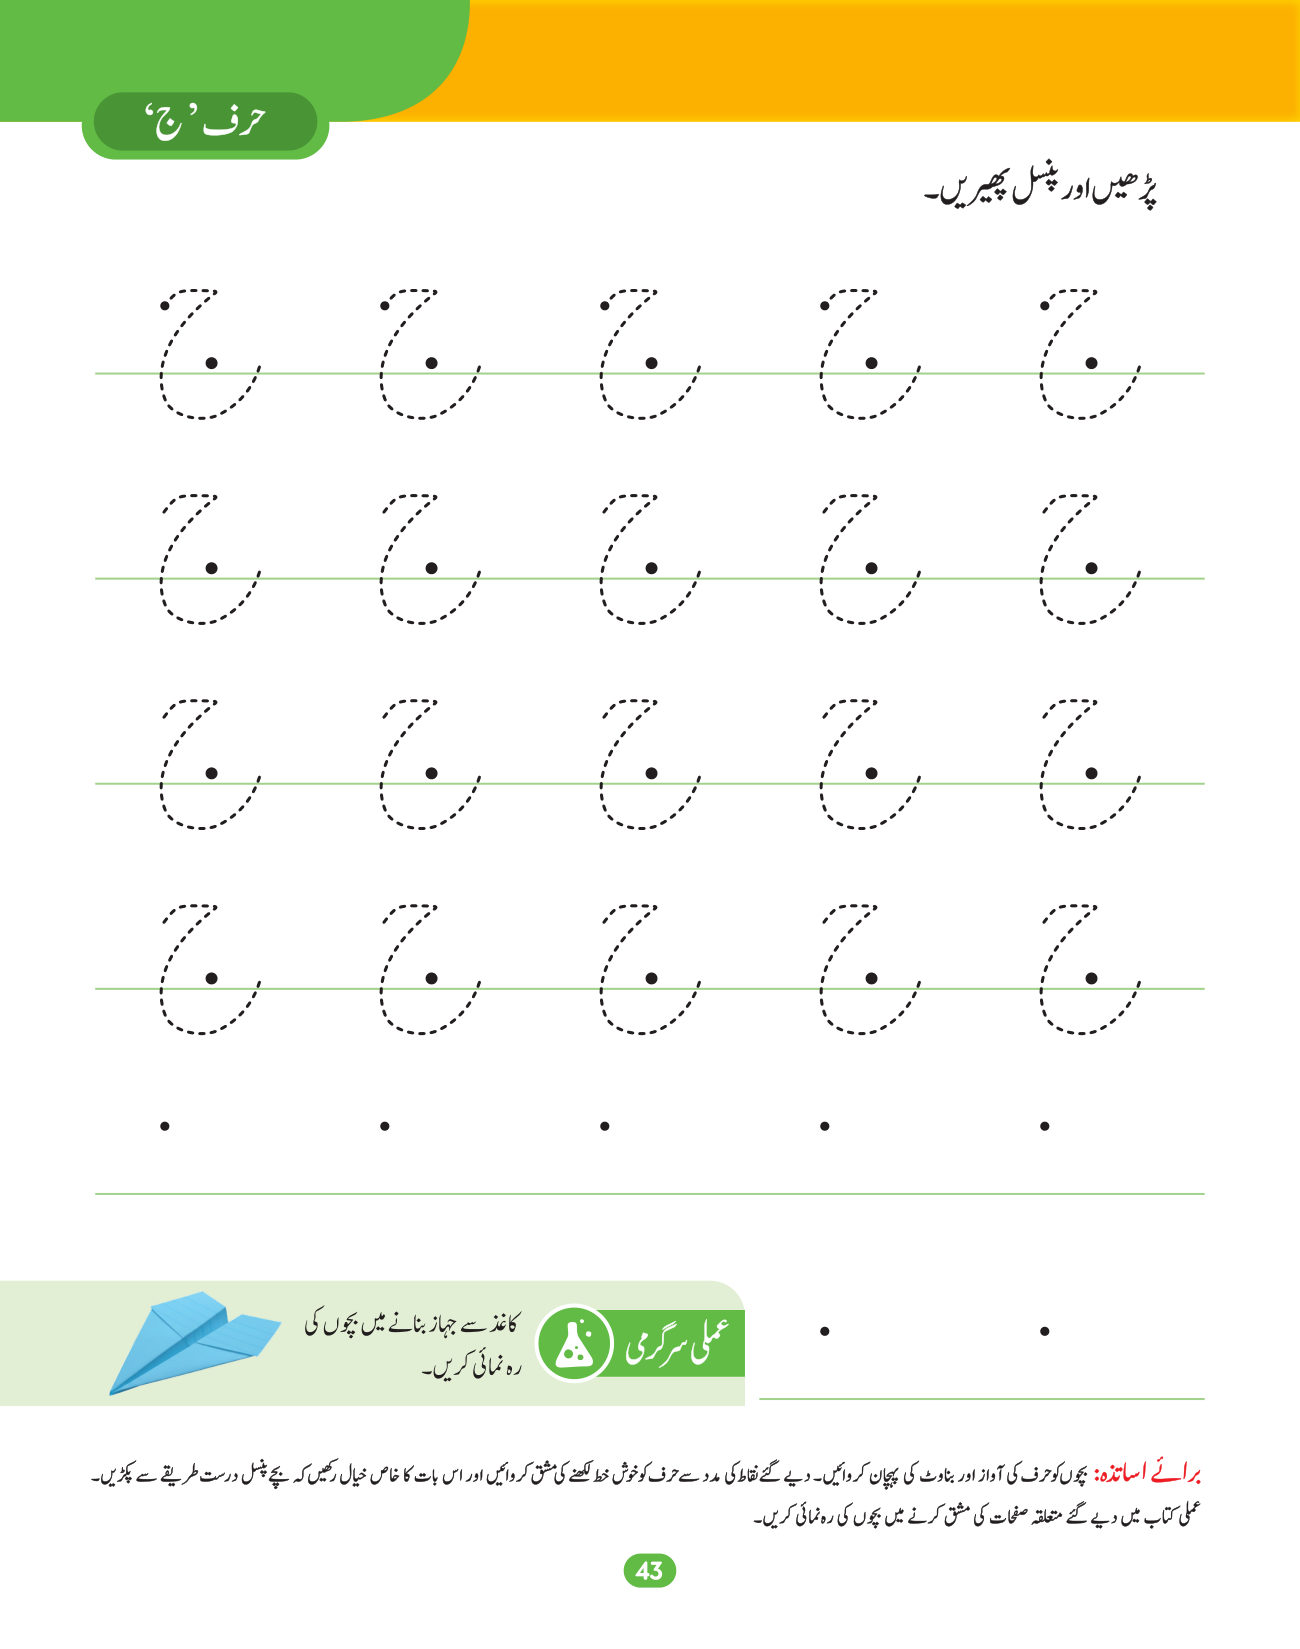 حرف ’ج‘
پڑھیں اور پنسل پھیریں۔
ج ج ج ج ج
ج ج ج ج ج
ج ج ج ج ج
ج ج ج ج ج
عملی سرگرمی
کاغذ سے جہاز بنانے میں بچوں کی
رہ نمائی کریں۔
برائے اساتذہ: بچوں کو حرف کی آواز اور بناوٹ کی پہچان کروائیں۔ دیے گئے نقاط کی مدد سے حرف کو خوش خط لکھنے کی مشق کروائیں اور اس بات کا خاص خیال رکھیں کہ بچے پنسل درست طریقے سے پکڑیں۔
عملی کتاب میں دیے گئے متعلقہ صفحات کی مشق کرنے میں بچوں کی رہ نمائی کریں۔
43